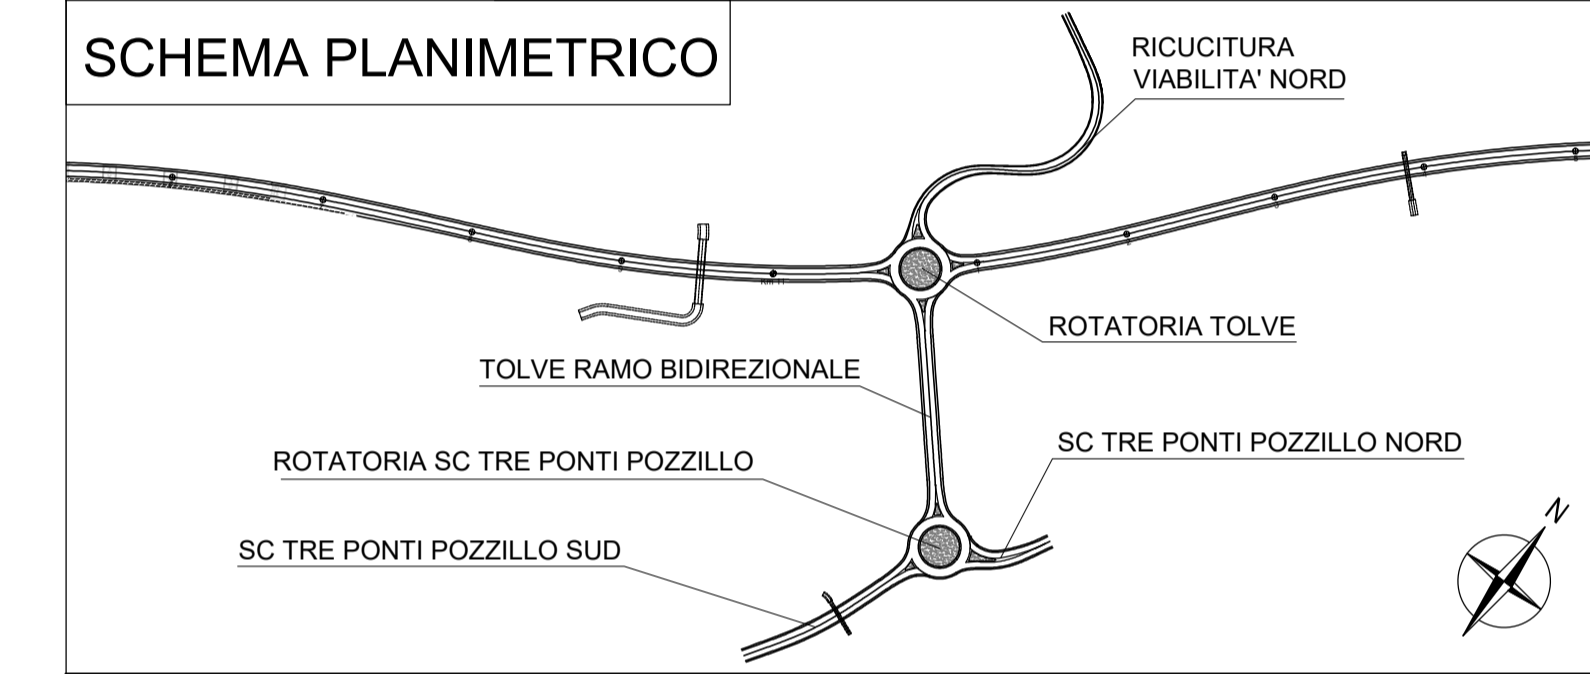 SCHEMA PLANIMETRICO
RICUCITURA
VIABILITA' NORD
ROTATORIA TOLVE
TOLVE RAMO BIDIREZIONALE
SC TRE PONTI POZZILLO NORD
ROTATORIA SC TRE PONTI POZZILLO
SC TRE PONTI POZZILLO SUD
N